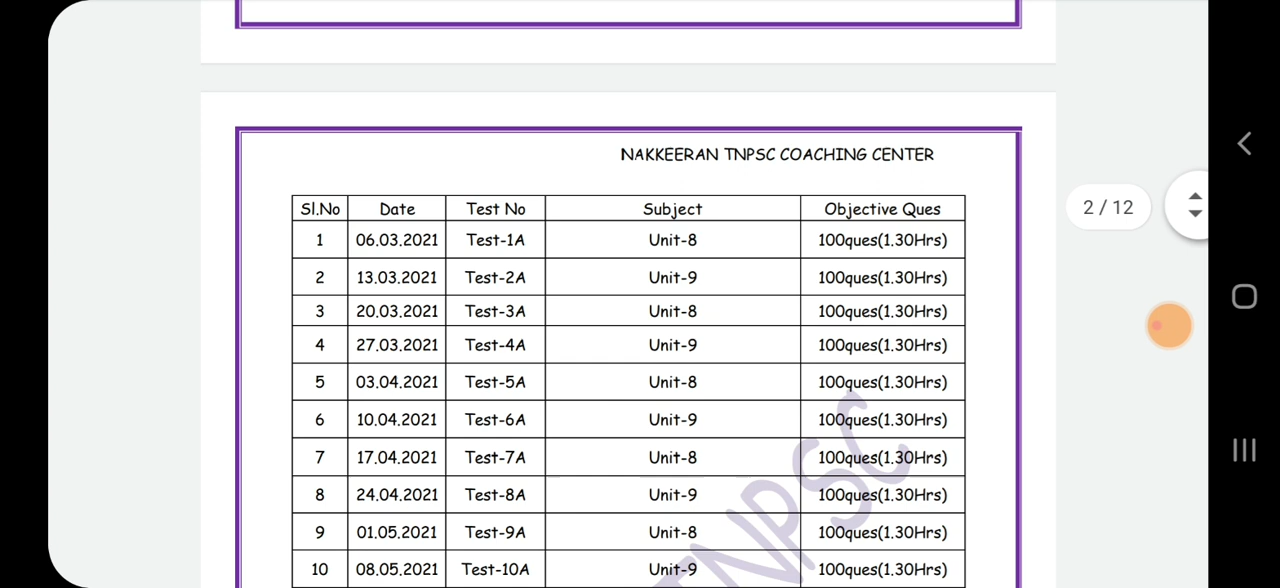 NAKKEERAN TNPSC COACHING CENTER
Sl.No Date Test No Subject Objective Ques
1 06.03.2021 Test-1A Unit-8 100ques(1.30Hrs)
2 13.03.2021 Test-2A Unit-9 100ques(1.30Hrs)
3 20.03.2021 Test-3A Unit-8 100ques(1.30Hrs)
4 27.03.2021 Test-4A Unit-9 100ques(1.30Hrs)
5 03.04.2021 Test-5A Unit-8 100ques(1.30Hrs)
6 10.04.2021 Test-6A Unit-9 100ques(1.30Hrs)
7 17.04.2021 Test-7A Unit-8 100ques(1.30Hrs)
8 24.04.2021 Test-8A Unit-9 100ques(1.30Hrs)
9 01.05.2021 Test-9A Unit-8 100ques(1.30Hrs)
10 08.05.2021 Test-10A Unit-9 100ques(1.30Hrs)
TNPSC
2 / 12